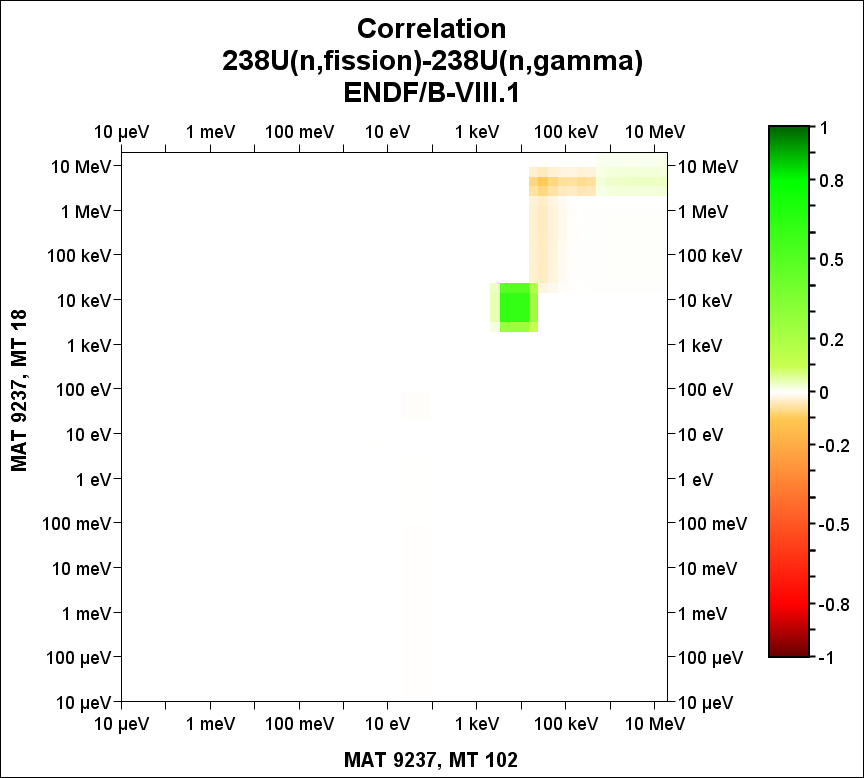 Correlation
238U(n,fission)-238U(n,gamma)
ENDF/B-VIII.1
10 µeV 1 meV 100 meV 10 eV 1 keV 100 keV 10 MeV
10 MeV 10 MeV
1 MeV 1 MeV
100 keV 100 keV
10 keV 10 keV
1 keV 1 keV
100 eV 100 eV
10 eV 10 eV
1 eV 1 eV
100 meV 100 meV
10 meV 10 meV
1 meV 1 meV
100 µeV 100 µeV
10 µeV 10 µeV
10 µeV 1 meV 100 meV 10 eV 1 keV 100 keV 10 MeV
MAT 9237, MT 18
MAT 9237, MT 102
1
0.8
0.5
0.2
0
-0.2
-0.5
-0.8
-1